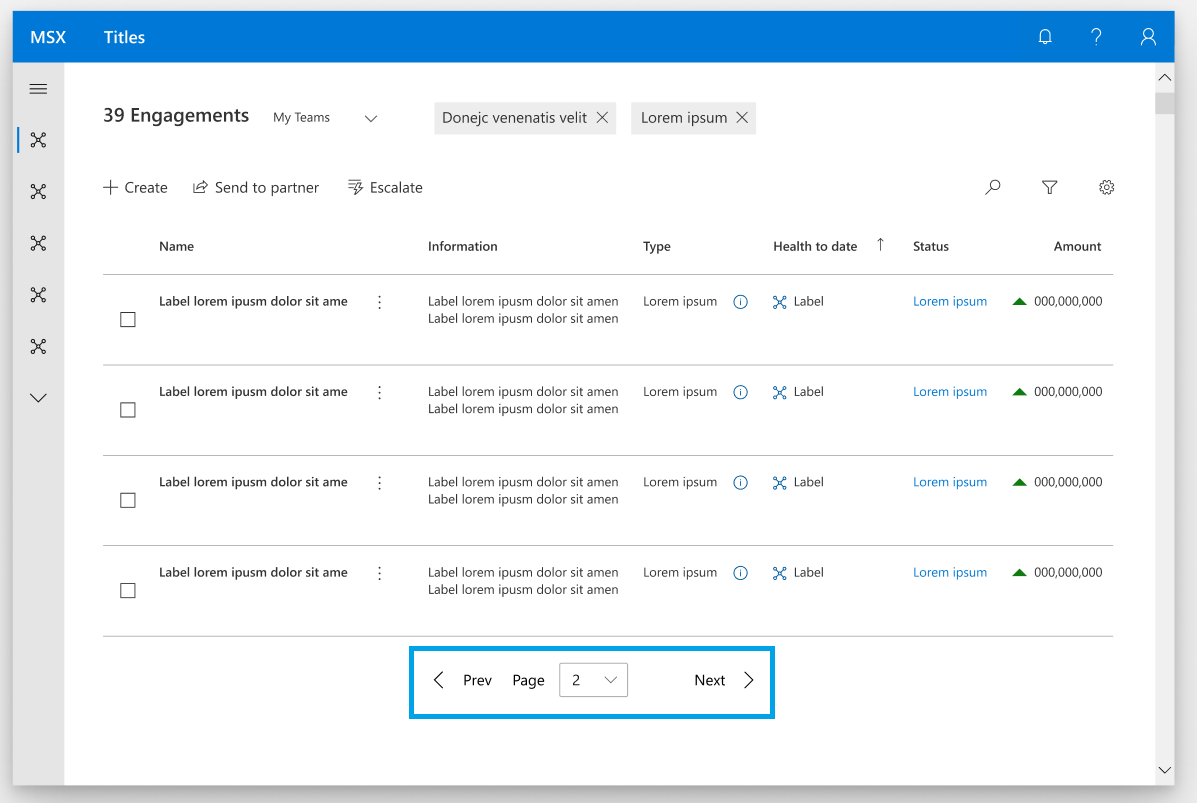 MSX Titles
39 Engagements My Teams Donejc venenatis velit Lorem ipsum
Create Send to partner Escalate
Name Information Type Health to date Status Amount
Label lorem ipusm dolor sit ame Label lorem ipusm dolor sit amen Lorem ipsum Label Lorem ipsum 000,000,000
Label lorem ipusm dolor sit amen
Label lorem ipusm dolor sit ame Label lorem ipusm dolor sit amen Lorem ipsum Label Lorem ipsum 000,000,000
Label lorem ipusm dolor sit amen
Label lorem ipusm dolor sit ame Label lorem ipusm dolor sit amen Lorem ipsum Label Lorem ipsum 000,000,000
Label lorem ipusm dolor sit amen
Label lorem ipusm dolor sit ame Label lorem ipusm dolor sit amen Lorem ipsum Label Lorem ipsum 000,000,000
Label lorem ipusm dolor sit amen
Prev Page 2 Next